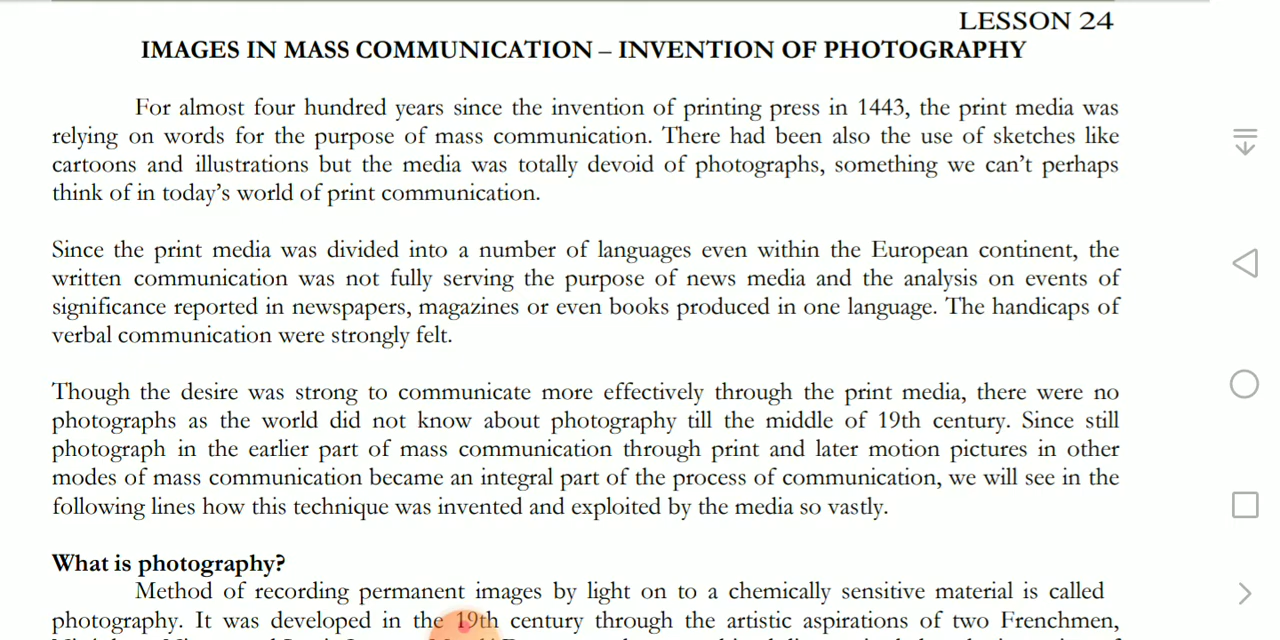 LESSON 24
IMAGES IN MASS COMMUNICATION – INVENTION OF PHOTOGRAPHY
For almost four hundred years since the invention of printing press in 1443, the print media was
relying on words for the purpose of mass communication. There had been also the use of sketches like
cartoons and illustrations but the media was totally devoid of photographs, something we can’t perhaps
think of in today’s world of print communication.
Since the print media was divided into a number of languages even within the European continent, the
written communication was not fully serving the purpose of news media and the analysis on events of
significance reported in newspapers, magazines or even books produced in one language. The handicaps of
verbal communication were strongly felt.
Though the desire was strong to communicate more effectively through the print media, there were no
photographs as the world did not know about photography till the middle of 19th century. Since still
photograph in the earlier part of mass communication through print and later motion pictures in other
modes of mass communication became an integral part of the process of communication, we will see in the
following lines how this technique was invented and exploited by the media so vastly.
What is photography?
Method of recording permanent images by light on to a chemically sensitive material is called
photography. It was developed in the 19th century through the artistic aspirations of two Frenchmen,